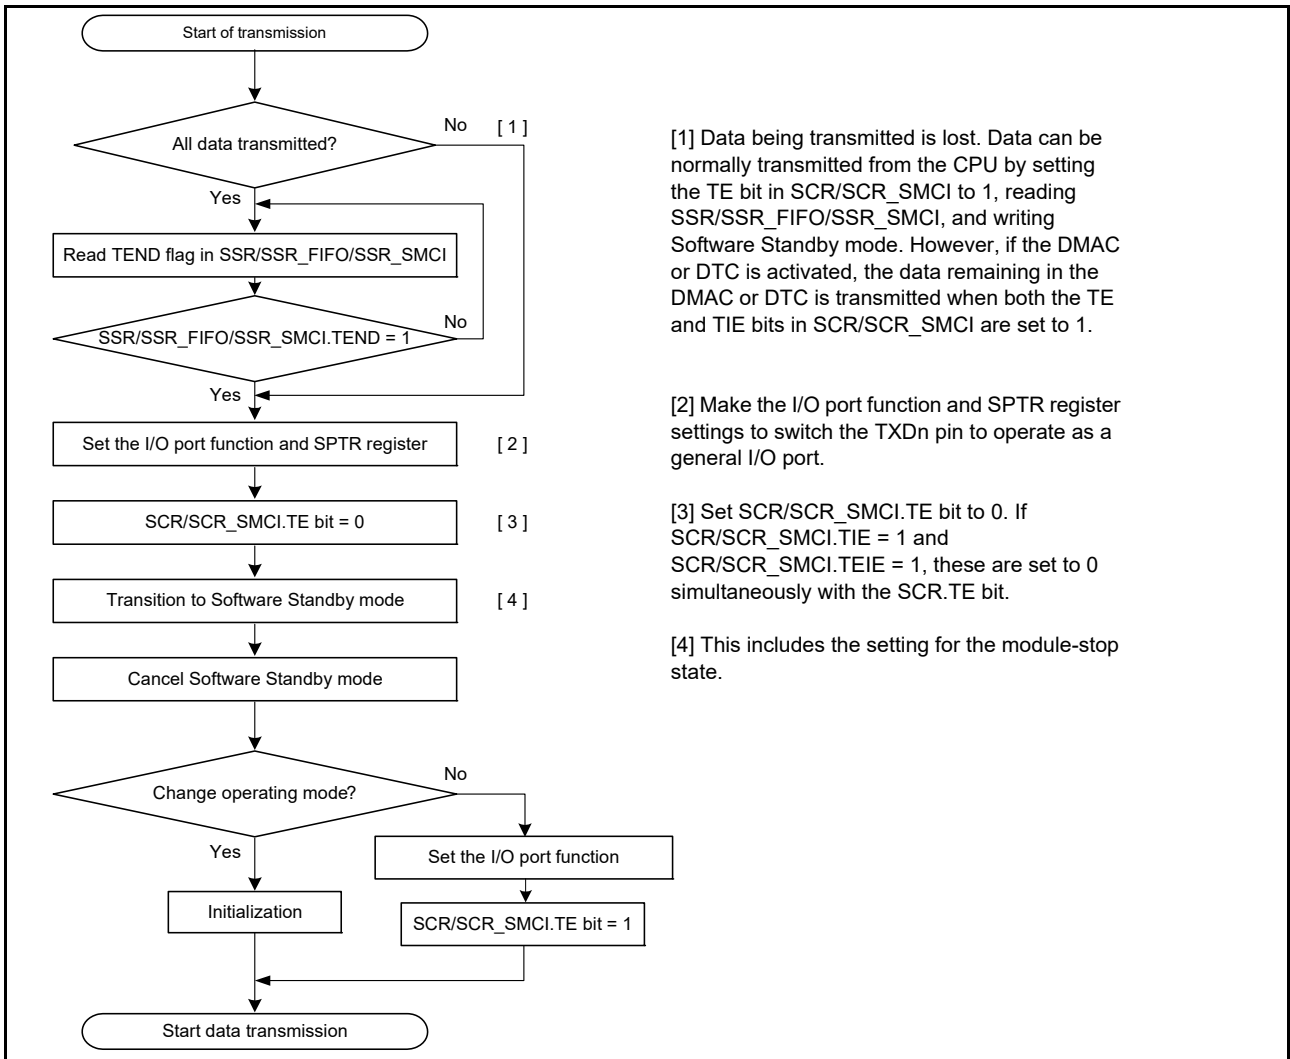 Start of transmission
All data transmitted?
No
[ 1 ]
Yes
Read TEND flag in SSR/SSR_FIFO/SSR_SMCI
No
SSR/SSR_FIFO/SSR_SMCI.TEND = 1
Yes
Set the I/O port function and SPTR register
[ 2 ]
SCR/SCR_SMCI.TE bit = 0
[ 3 ]
Transition to Software Standby mode
[ 4 ]
Cancel Software Standby mode
Change operating mode?
No
Yes
Set the I/O port function
Initialization
SCR/SCR_SMCI.TE bit = 1
Start data transmission
[1] Data being transmitted is lost. Data can be
normally transmitted from the CPU by setting
the TE bit in SCR/SCR_SMCI to 1, reading
SSR/SSR_FIFO/SSR_SMCI, and writing
Software Standby mode. However, if the DMAC
or DTC is activated, the data remaining in the
DMAC or DTC is transmitted when both the TE
and TIE bits in SCR/SCR_SMCI are set to 1.
[2] Make the I/O port function and SPTR register
settings to switch the TXDn pin to operate as a
general I/O port.
[3] Set SCR/SCR_SMCI.TE bit to 0. If
SCR/SCR_SMCI.TIE = 1 and
SCR/SCR_SMCI.TEIE = 1, these are set to 0
simultaneously with the SCR.TE bit.
[4] This includes the setting for the module-stop
state.